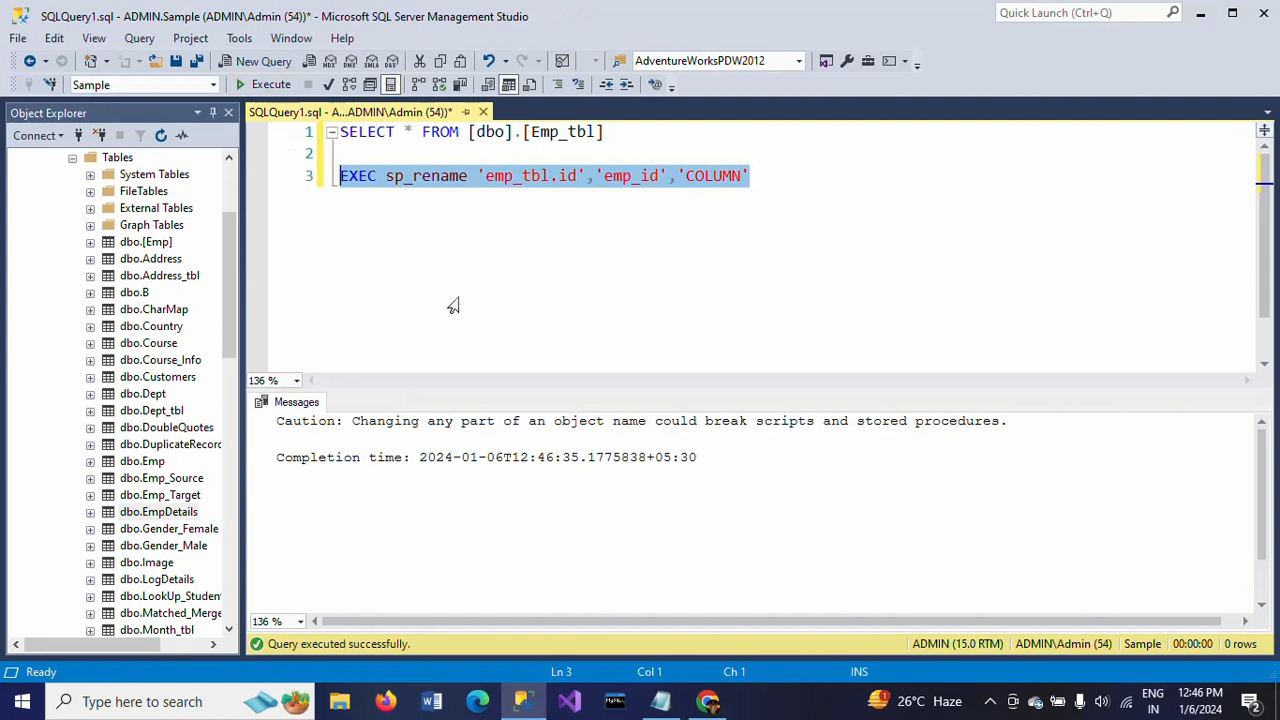 SQLQuery1.sql - ADMIN.Sample (ADMIN\Admin (54))* - Microsoft SQL Server Management Studio
Quick Launch (Ctrl+Q)
File Edit View Query Project Tools Window Help
New Query
AdventureWorksPDW2012
Sample
Execute
Object Explorer
SQLQuery1.sql - A...ADMIN\Admin (54))*
Connect
Tables
System Tables
FileTables
External Tables
Graph Tables
dbo.[Emp]
dbo.Address
dbo.Address_tbl
dbo.B
dbo.CharMap
dbo.Country
dbo.Course
dbo.Course_Info
dbo.Customers
dbo.Dept
dbo.Dept_tbl
dbo.DoubleQuotes
dbo.DuplicateRecorc
dbo.Emp
dbo.Emp_Source
dbo.Emp_Target
dbo.EmpDetails
dbo.Gender_Female
dbo.Gender_Male
dbo.Image
dbo.LogDetails
dbo.LookUp_Studen
dbo.Matched_Merge
dbo.Month_tbl
1 SELECT * FROM [dbo].[Emp_tbl]
2
3 EXEC sp_rename 'emp_tbl.id','emp_id','COLUMN'
136 %
Messages
Caution: Changing any part of an object name could break scripts and stored procedures.
Completion time: 2024-01-06T12:46:35.1775838+05:30
136 %
Query executed successfully.
ADMIN (15.0 RTM) ADMIN\Admin (54) Sample 00:00:00 0 rows
Ready
Ln 3 Col 1 Ch 1 INS
Type here to search
26°C Haze
ENG
IN
12:46 PM
1/6/2024
2